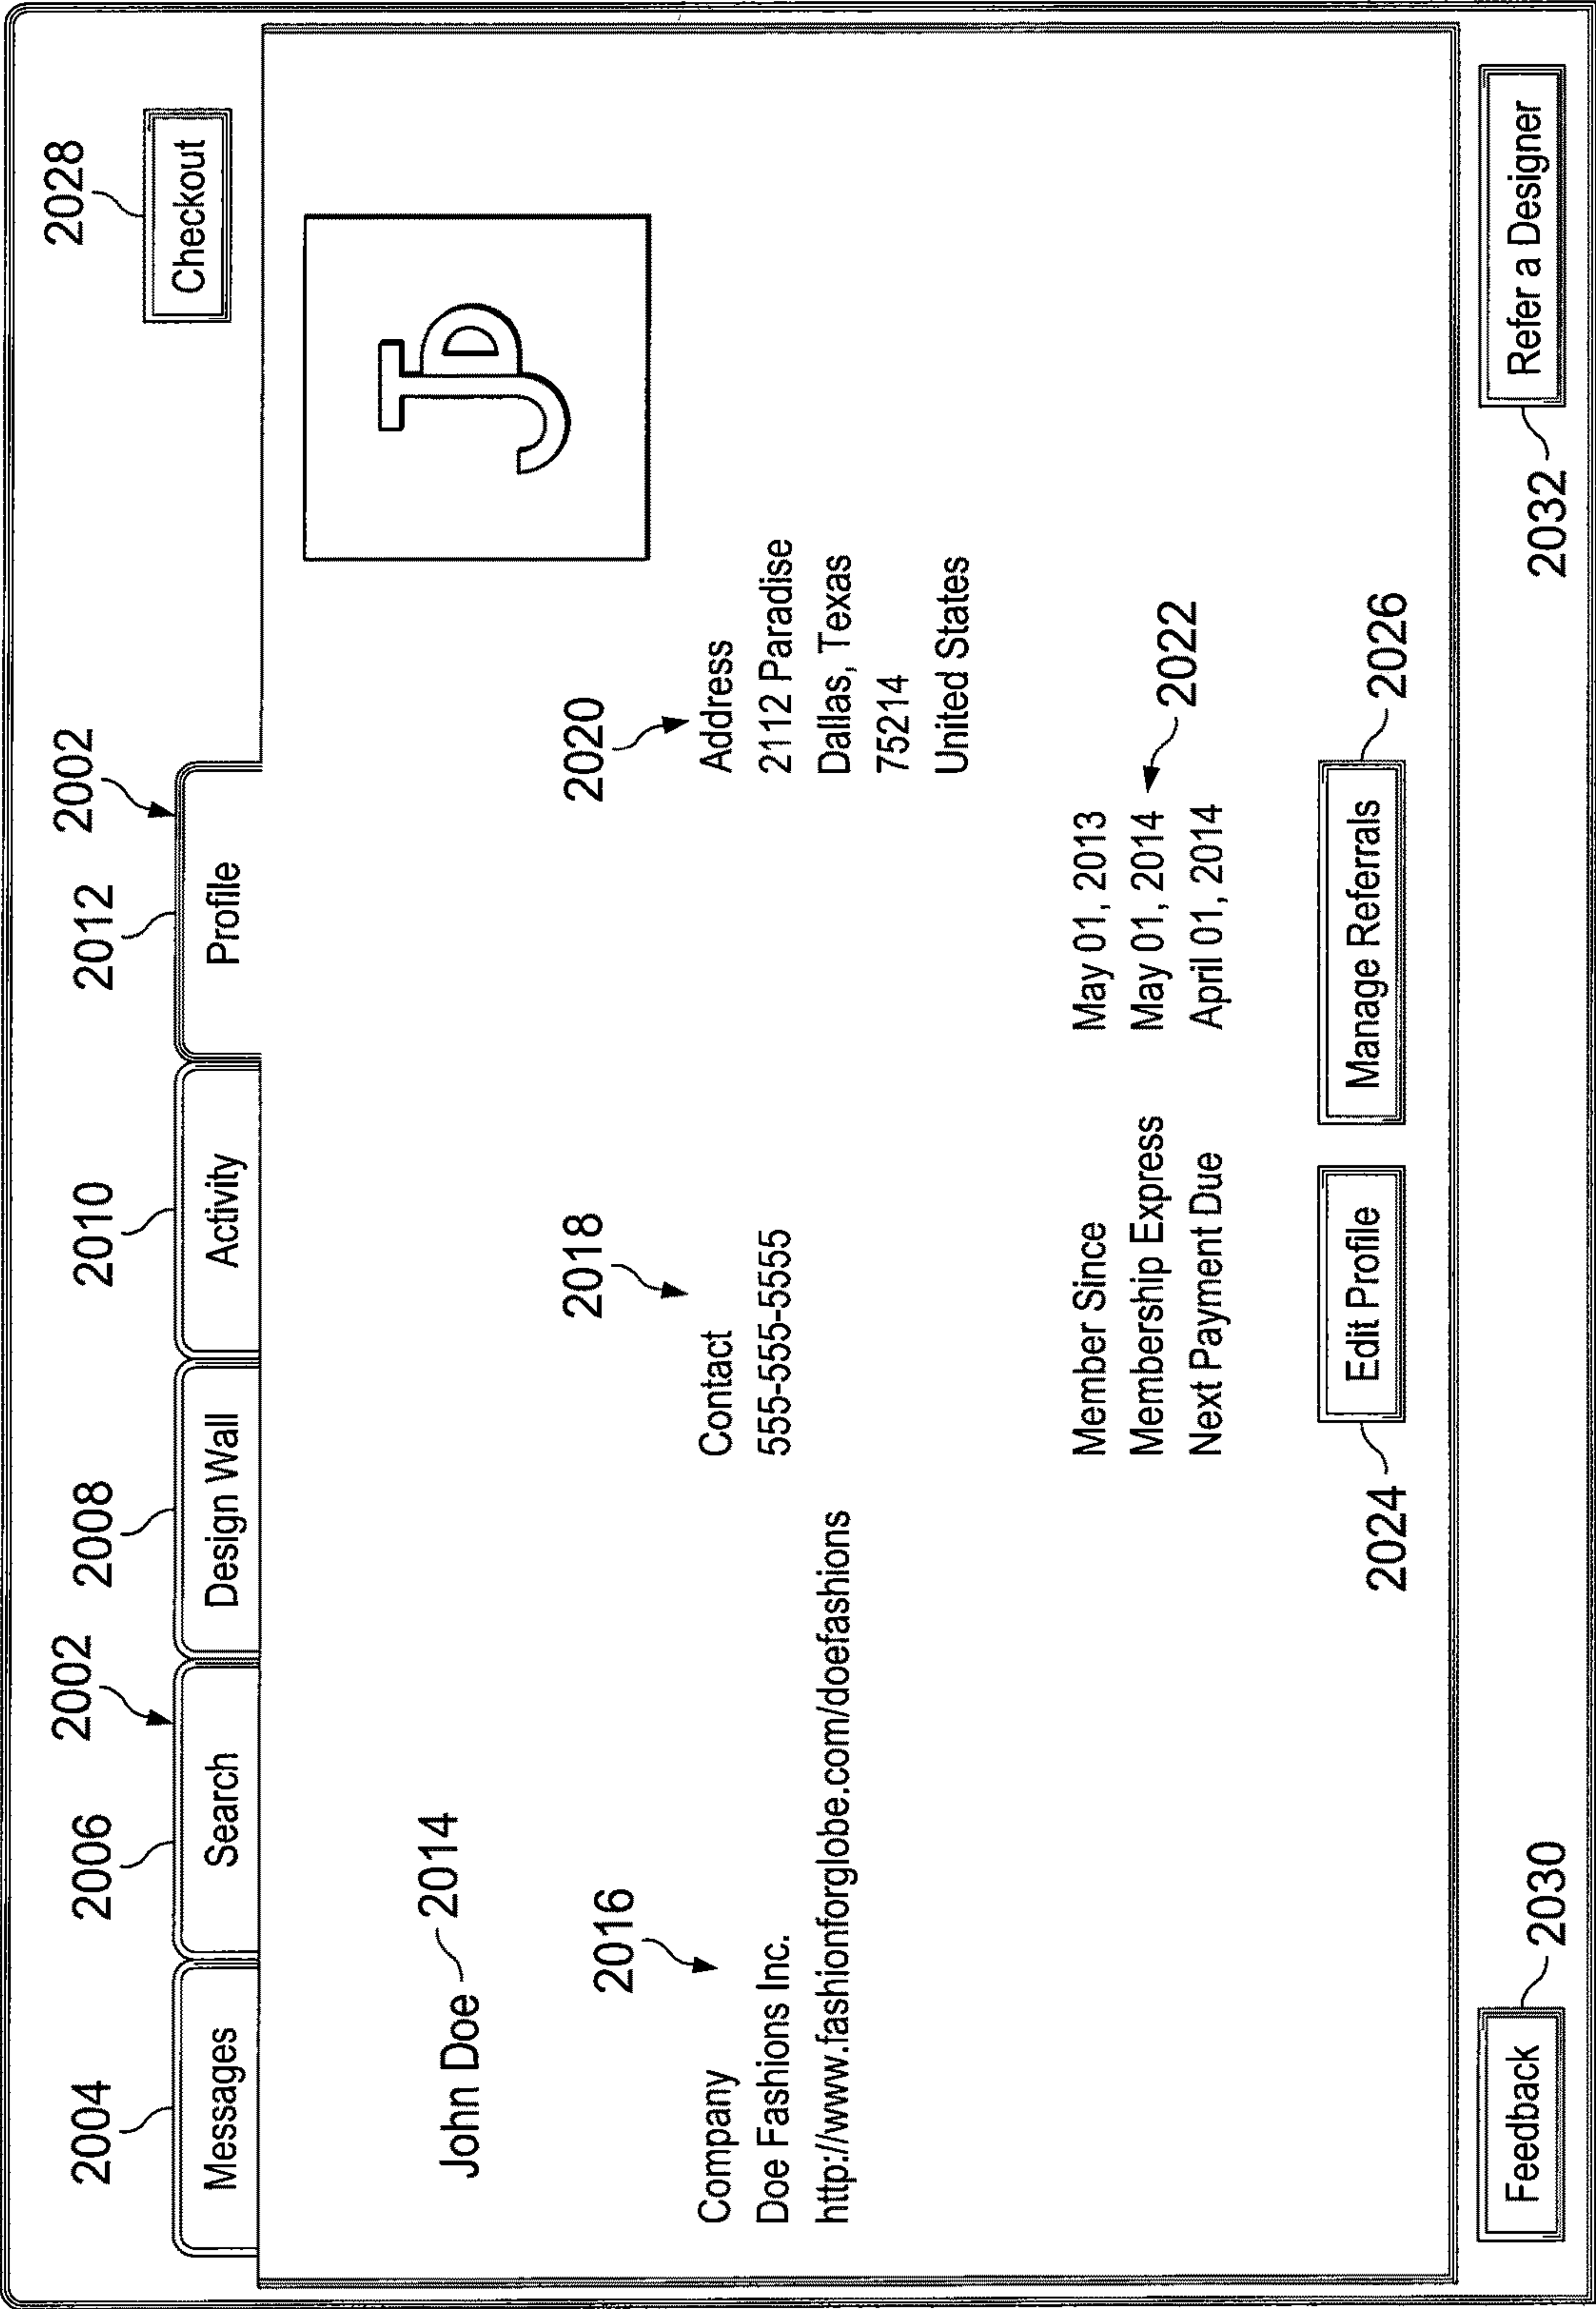 2002
2002
2004
2006
2008
2010
2012
2028
Messages
Search
Design Wall
Activity
Profile
Checkout
John Doe
2014
JD
2016
2018
2020
Company
Contact
Address
Doe Fashions Inc.
555-555-5555
2112 Paradise
http://www.fashionforglobe.com/doefashions
Dallas, Texas
75214
United States
Member Since
May 01, 2013
Membership Express
May 01, 2014
2022
Next Payment Due
April 01, 2014
2024
Edit Profile
Manage Referrals
2026
Feedback
2030
2032
Refer a Designer